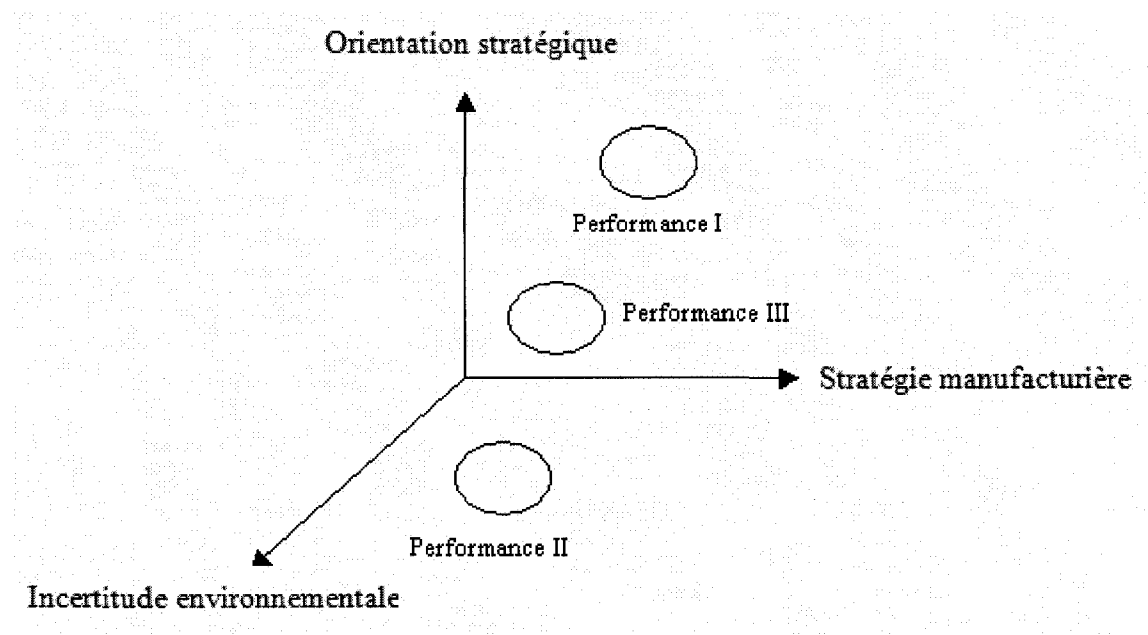 Orientation stratégique
Performance I
Performance III
Stratégie manufacturière
Performance II
Incertitude environnementale